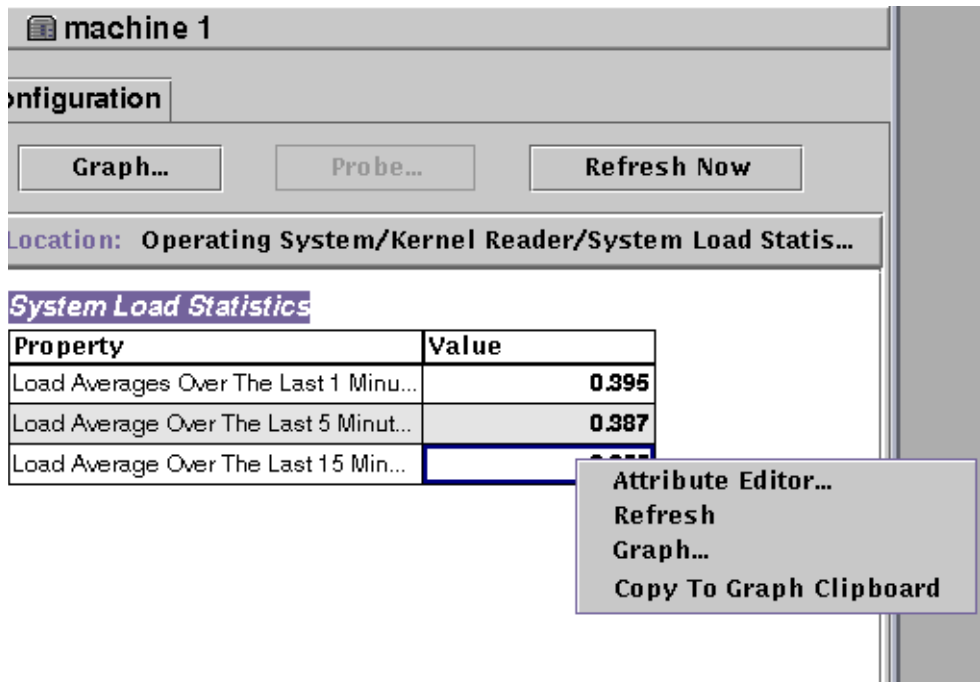 machine 1
onfiguration
Graph... Probe... Refresh Now
Location: Operating System/Kernel Reader/System Load Statis...
System Load Statistics
Property Value
Load Averages Over The Last 1 Minu... 0.395
Load Average Over The Last 5 Minut... 0.387
Load Average Over The Last 15 Min...
Attribute Editor...
Refresh
Graph...
Copy To Graph Clipboard